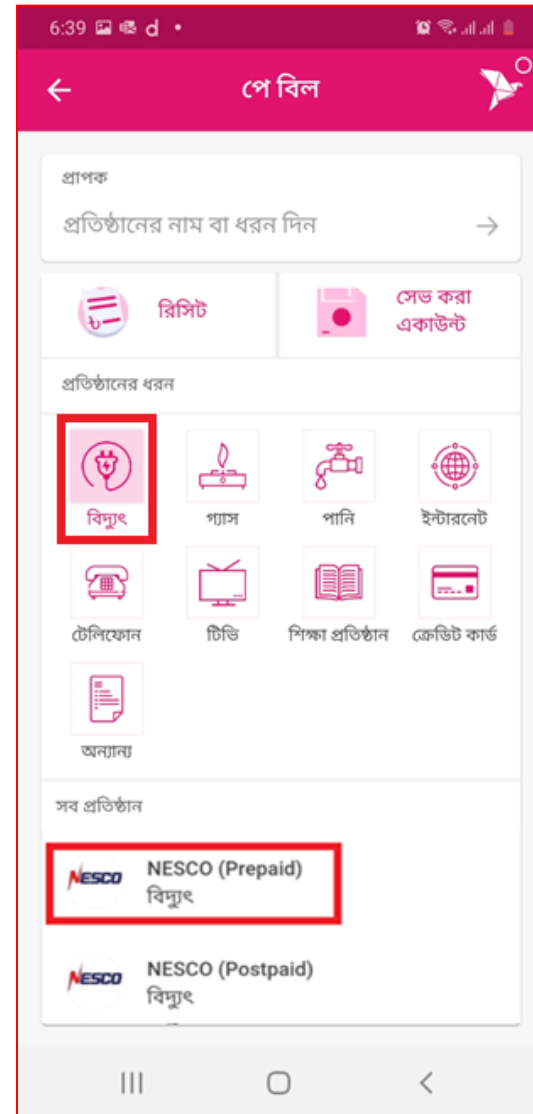 6:39
পে বিল
প্রাপক
প্রতিষ্ঠানের নাম বা ধরন দিন
রিসিট
সেভ করা
একাউন্ট
প্রতিষ্ঠানের ধরন
বিদ্যুৎ গ্যাস পানি ইন্টারনেট
টেলিফোন টিভি শিক্ষা প্রতিষ্ঠান ক্রেডিট কার্ড
অন্যান্য
সব প্রতিষ্ঠান
NESCO NESCO (Prepaid)
বিদ্যুৎ
NESCO NESCO (Postpaid)
বিদ্যুৎ